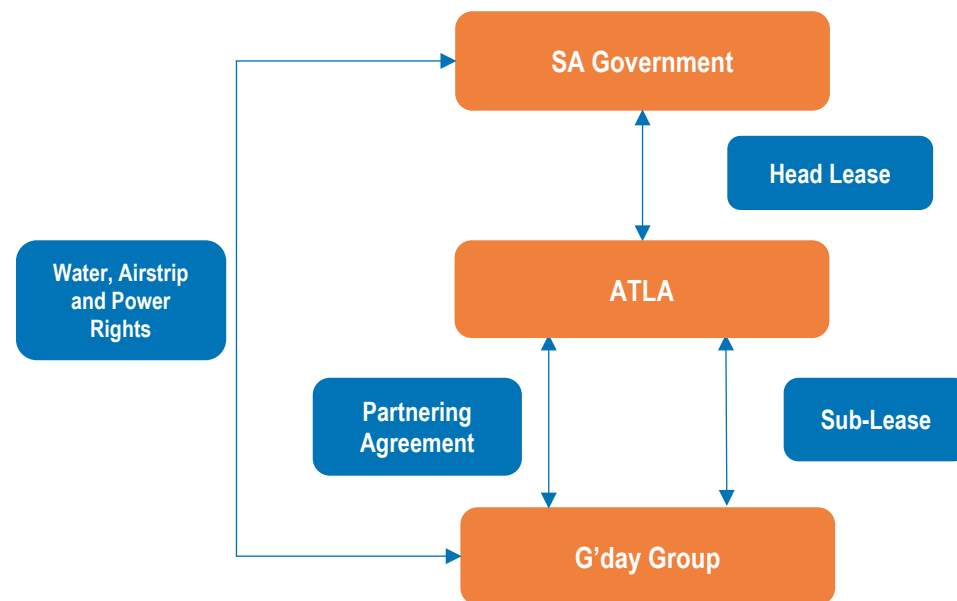 SA Government
Head Lease
Water, Airstrip
and Power
Rights
ATLA
Partnering
Agreement
Sub-Lease
G’day Group